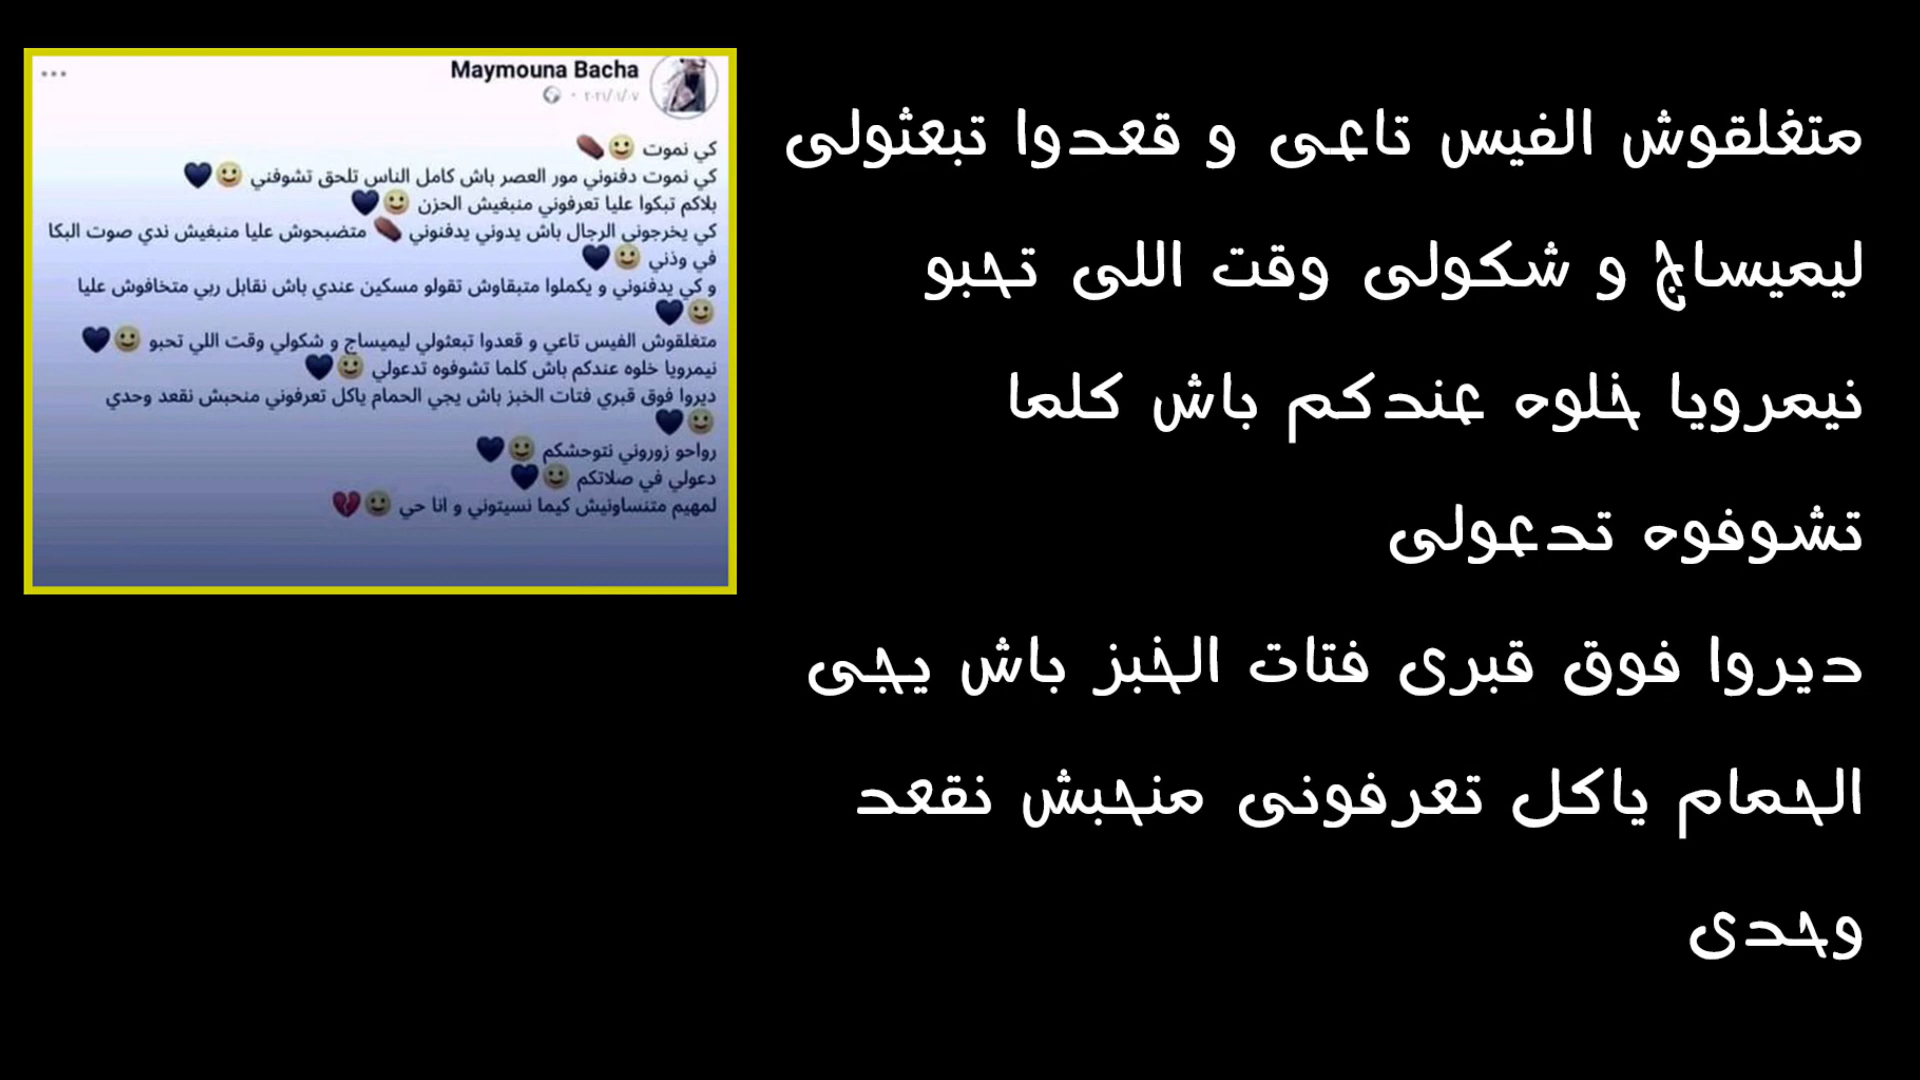 Maymouna Bacha
٢٠٢١/٠١/٠٧
كي نموت
كي نموت دفنوني مور العصر باش كامل الناس تلحق تشوفني
بلاكم تبكوا عليا تعرفوني منبغيش الحزن
كي يخرجوني الرجال باش يدوني يدفنوني متضبحوش عليا منبغيش ندي صوت البكا
في وذني
و كي يدفنوني و يكملوا متبقاوش تقولو مسكين عندي باش نقابل ربي متخافوش عليا
متغلقوش الفيس تاعي و قعدوا تبعثولي ليميساج و شكولي وقت اللي تحبو
نيمرويا خلوه عندكم باش كلما تشوفوه تدعولي
ديروا فوق قبري فتات الخبز باش يجي الحمام ياكل تعرفوني منحبش نقعد وحدي
رواحو زوروني نتوحشكم
دعولي في صلاتكم
لمهيم متنساونيش كيما نسيتوني و انا حي
متغلقوش الفيس تاعى و قعدوا تبعثولى
ليميساج و شكولى وقت اللى تحبو
نيمرويا خلوه عندكم باش كلما
تشوفوه تدعولى
ديروا فوق قبرى فتات الخبز باش يجى
الحمام ياكل تعرفونى منحبش نقعد
وحدى